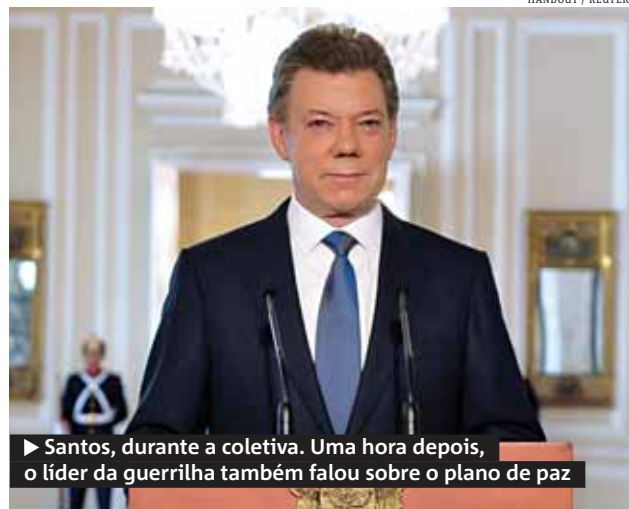 HANDOUT / REUTER
▶ Santos, durante a coletiva. Uma hora depois,
o líder da guerrilha também falou sobre o plano de paz